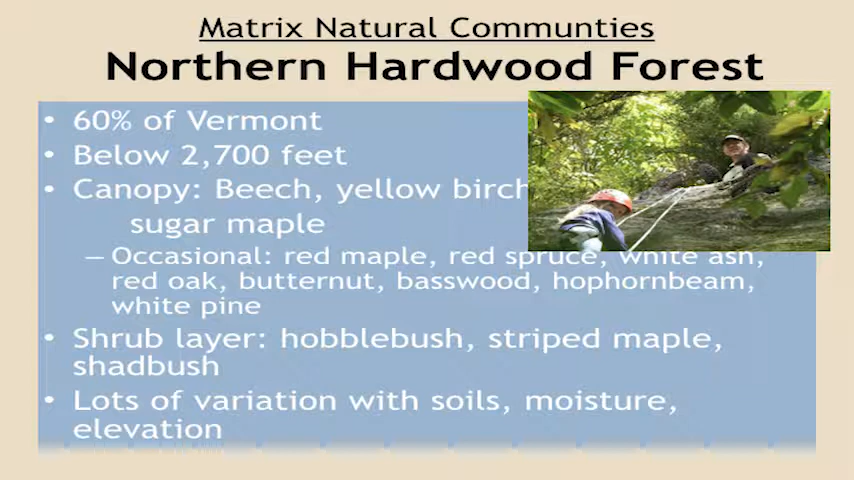 Matrix Natural Communties
Northern Hardwood Forest
• 60% of Vermont
• Below 2,700 feet
• Canopy: Beech, yellow birch
sugar maple
– Occasional: red maple, red spruce, white ash,
red oak, butternut, basswood, hophornbeam,
white pine
• Shrub layer: hobblebush, striped maple,
shadbush
• Lots of variation with soils, moisture,
elevation